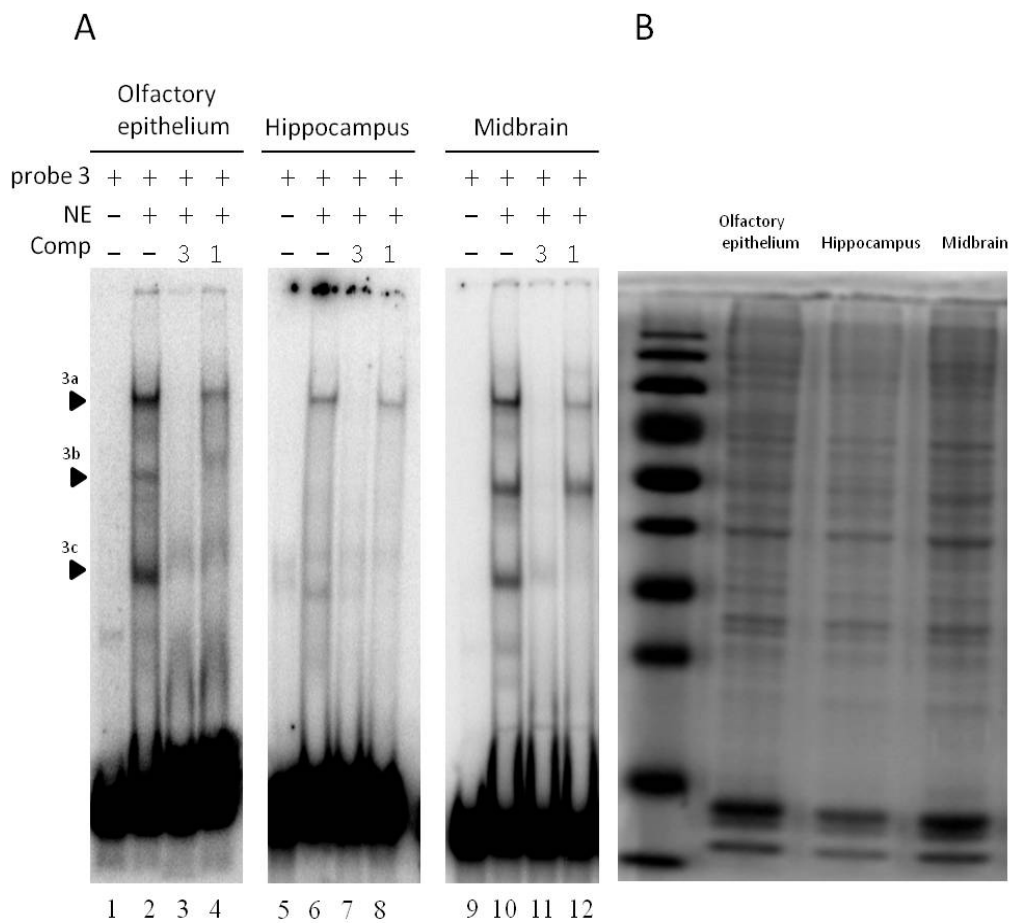 A
B
Olfactory
epithelium
Hippocampus
Midbrain
probe 3 + + + + + + + + + + + +
NE – + + + – + + + – + + +
Comp – – 3 1 – – 3 1 – – 3 1
3a
3b
3c
1 2 3 4 5 6 7 8 9 10 11 12
Olfactory
epithelium
Hippocampus
Midbrain